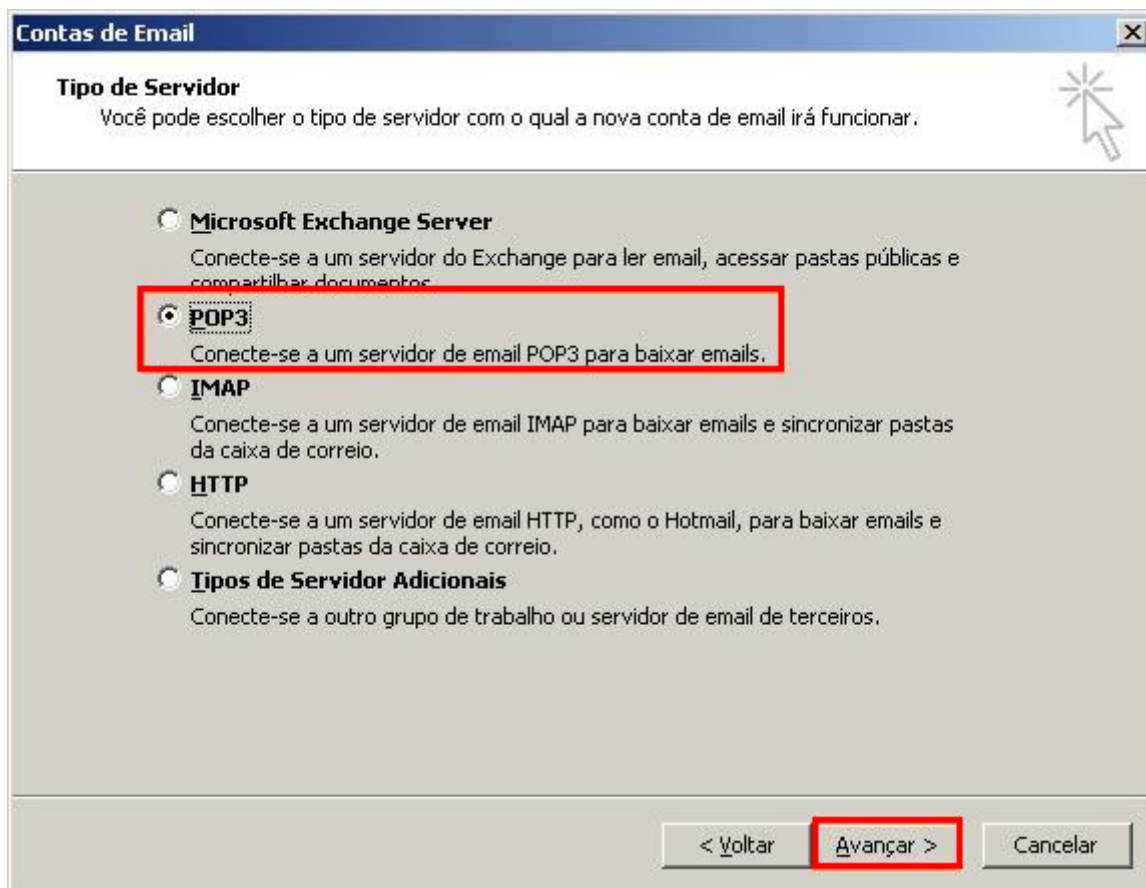 Contas de Email
Tipo de Servidor
Você pode escolher o tipo de servidor com o qual a nova conta de email irá funcionar.
Microsoft Exchange Server
Conecte-se a um servidor do Exchange para ler email, acessar pastas públicas e
compartilhar documentos.
POP3
Conecte-se a um servidor de email POP3 para baixar emails.
IMAP
Conecte-se a um servidor de email IMAP para baixar emails e sincronizar pastas
da caixa de correio.
HTTP
Conecte-se a um servidor de email HTTP, como o Hotmail, para baixar emails e
sincronizar pastas da caixa de correio.
Tipos de Servidor Adicionais
Conecte-se a outro grupo de trabalho ou servidor de email de terceiros.
< Voltar Avançar > Cancelar